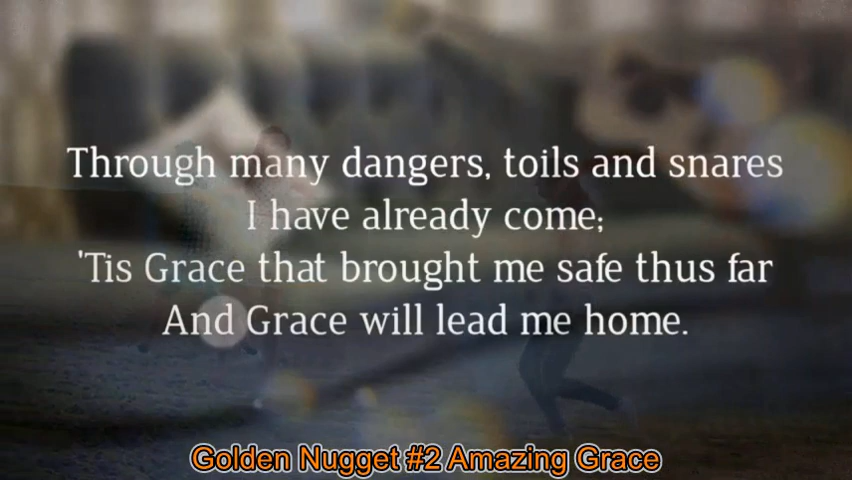 Through many dangers, toils and snares
I have already come;
'Tis Grace that brought me safe thus far
And Grace will lead me home.
Golden Nugget #2 Amazing Grace